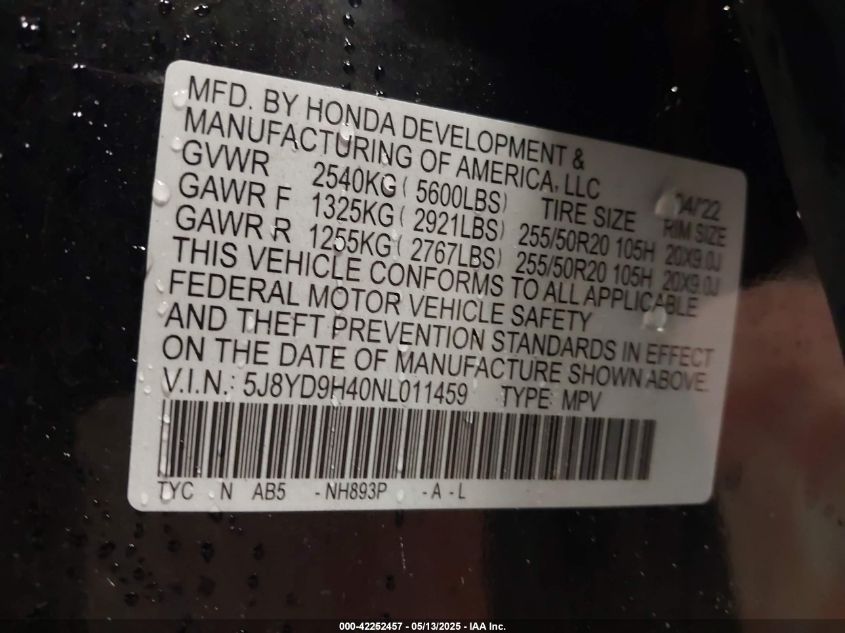 MFD. BY HONDA DEVELOPMENT &
MANUFACTURING OF AMERICA, LLC 04/22
GVWR 2540KG ( 5600LBS) TIRE SIZE RIM SIZE
GAWR F 1325KG ( 2921LBS) 255/50R20 105H 20X9.0J
GAWR R 1255KG ( 2767LBS) 255/50R20 105H 20X9.0J
THIS VEHICLE CONFORMS TO ALL APPLICABLE
FEDERAL MOTOR VEHICLE SAFETY
AND THEFT PREVENTION STANDARDS IN EFFECT
ON THE DATE OF MANUFACTURE SHOWN ABOVE.
V.I.N.: 5J8YD9H40NL011459 TYPE: MPV
TYC N AB5 -NH893P -A-L
000-42262457 - 05/13/2025 - IAA Inc.